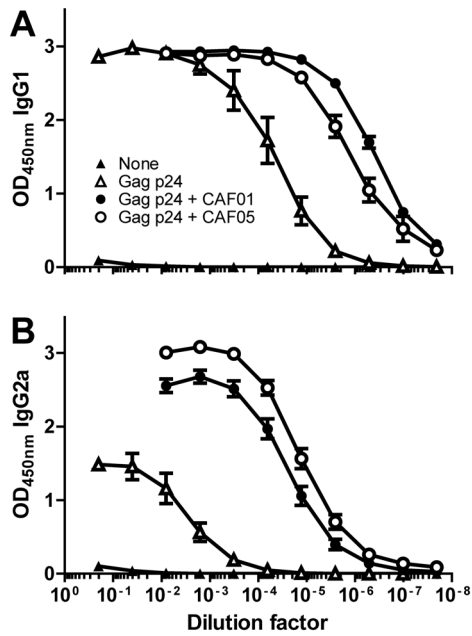 A
OD450nm IgG1
3
2
1
0
None
Gag p24
Gag p24 + CAF01
Gag p24 + CAF05
B
OD450nm IgG2a
3
2
1
0
10⁰ 10⁻¹ 10⁻² 10⁻³ 10⁻⁴ 10⁻⁵ 10⁻⁶ 10⁻⁷ 10⁻⁸
Dilution factor